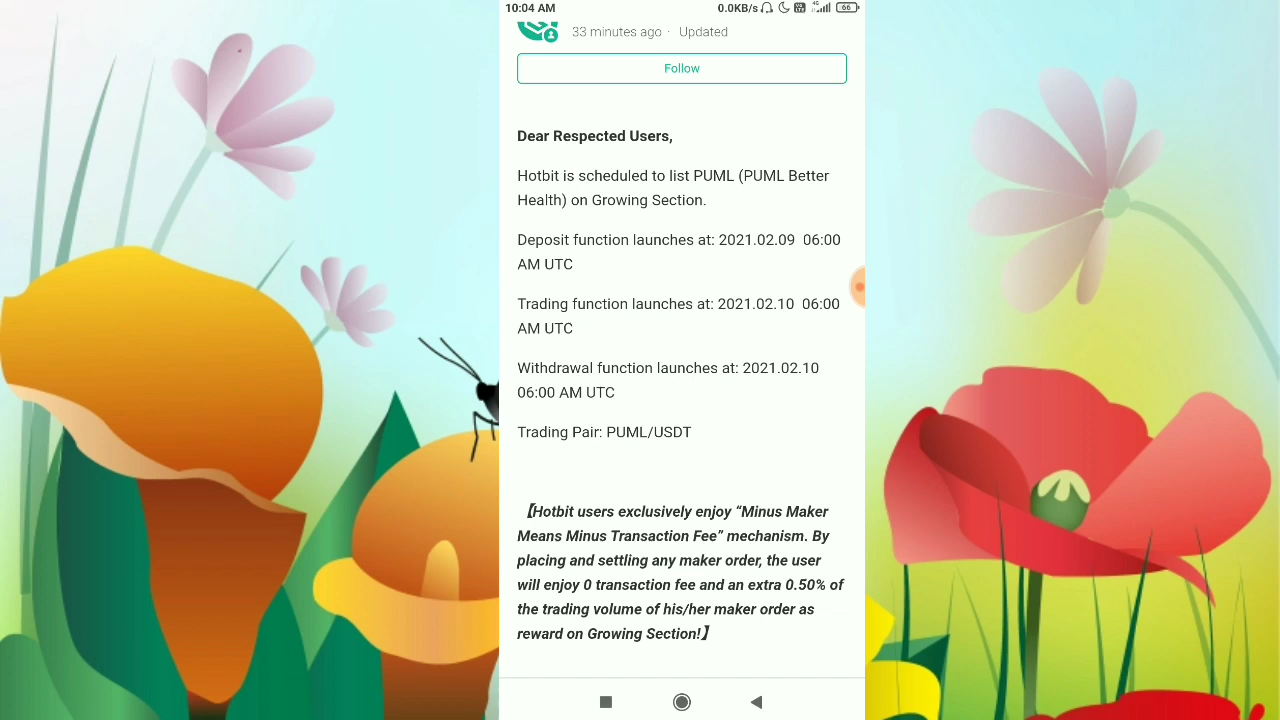 10:04 AM 0.0KB/s 4G 66
33 minutes ago · Updated
Follow
Dear Respected Users,
Hotbit is scheduled to list PUML (PUML Better
Health) on Growing Section.
Deposit function launches at: 2021.02.09 06:00
AM UTC
Trading function launches at: 2021.02.10 06:00
AM UTC
Withdrawal function launches at: 2021.02.10
06:00 AM UTC
Trading Pair: PUML/USDT
【Hotbit users exclusively enjoy “Minus Maker
Means Minus Transaction Fee” mechanism. By
placing and settling any maker order, the user
will enjoy 0 transaction fee and an extra 0.50% of
the trading volume of his/her maker order as
reward on Growing Section!】